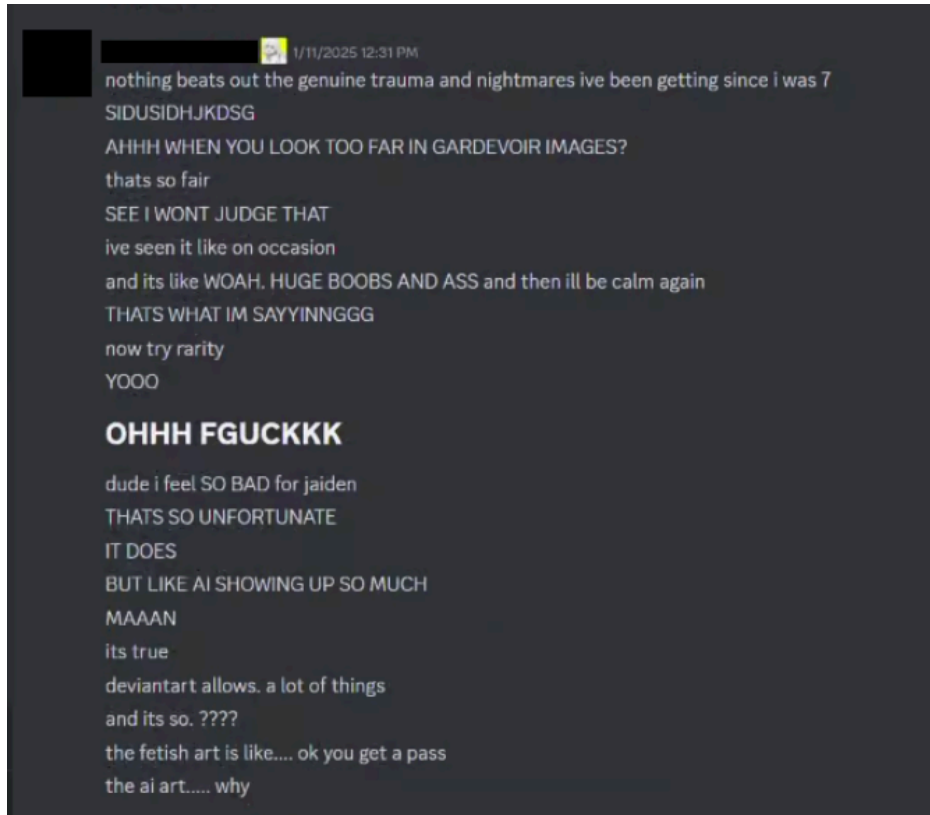 1/11/2025 12:31 PM
nothing beats out the genuine trauma and nightmares ive been getting since i was 7
SIDUSIDHJKDSG
AHHH WHEN YOU LOOK TOO FAR IN GARDEVOIR IMAGES?
thats so fair
SEE I WONT JUDGE THAT
ive seen it like on occasion
and its like WOAH. HUGE BOOBS AND ASS and then ill be calm again
THATS WHAT IM SAYYINNGGG
now try rarity
YOOO
OHHH FGUCKKK
dude i feel SO BAD for jaiden
THATS SO UNFORTUNATE
IT DOES
BUT LIKE AI SHOWING UP SO MUCH
MAAAN
its true
deviantart allows. a lot of things
and its so. ????
the fetish art is like.... ok you get a pass
the ai art..... why